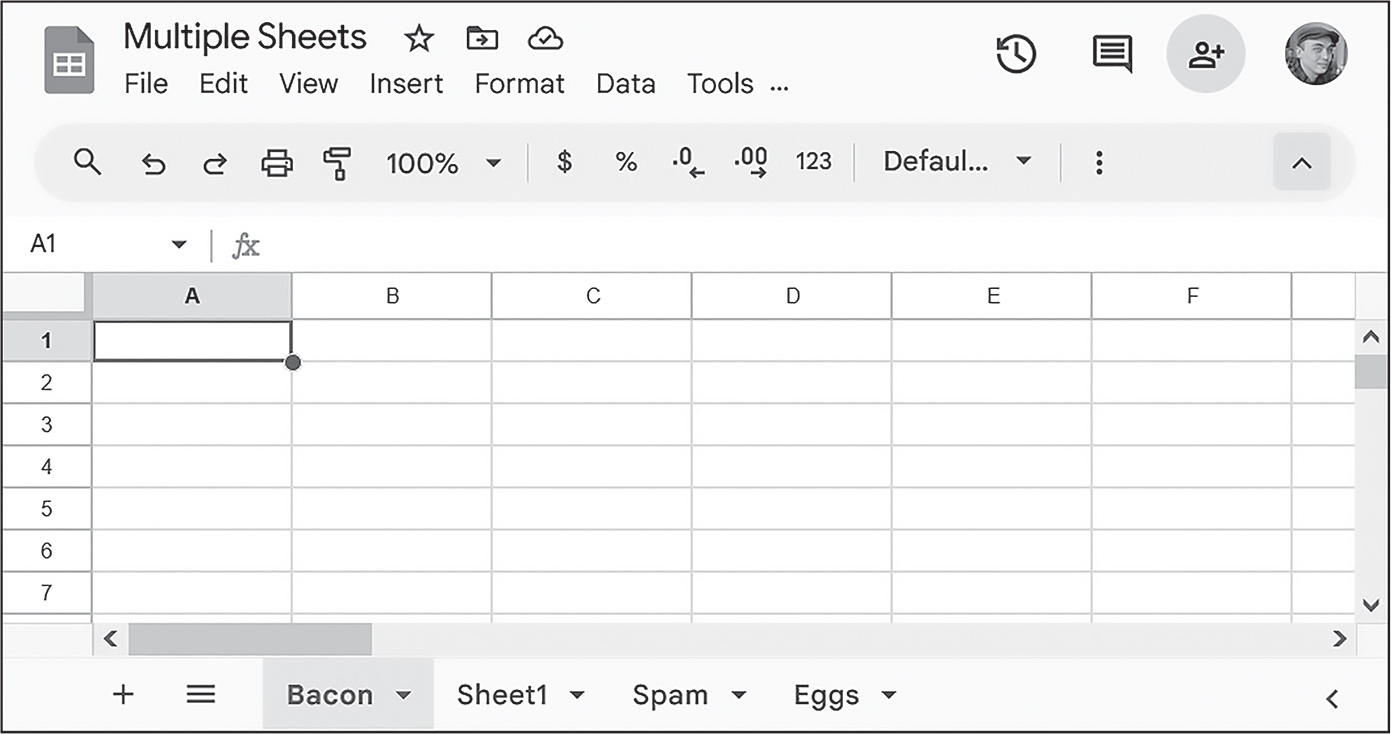 Multiple Sheets
File Edit View Insert Format Data Tools ...
100% $ % .0 .00 123 Defaul...
A1 fx
A B C D E F
1
2
3
4
5
6
7
Bacon Sheet1 Spam Eggs